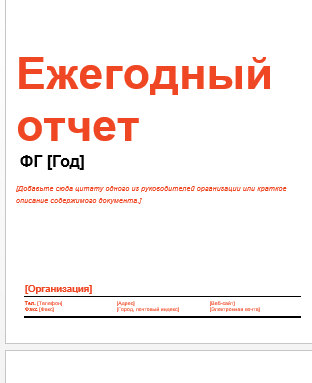 Ежегодный
отчет
ФГ [Год]
[Добавьте сюда цитату одного из руководителей организации или краткое
описание содержимого документа.]
[Организация]
Тел. [Телефон] [Адрес] [Веб-сайт]
Факс [Факс] [Город, почтовый индекс] [Электронная почта]